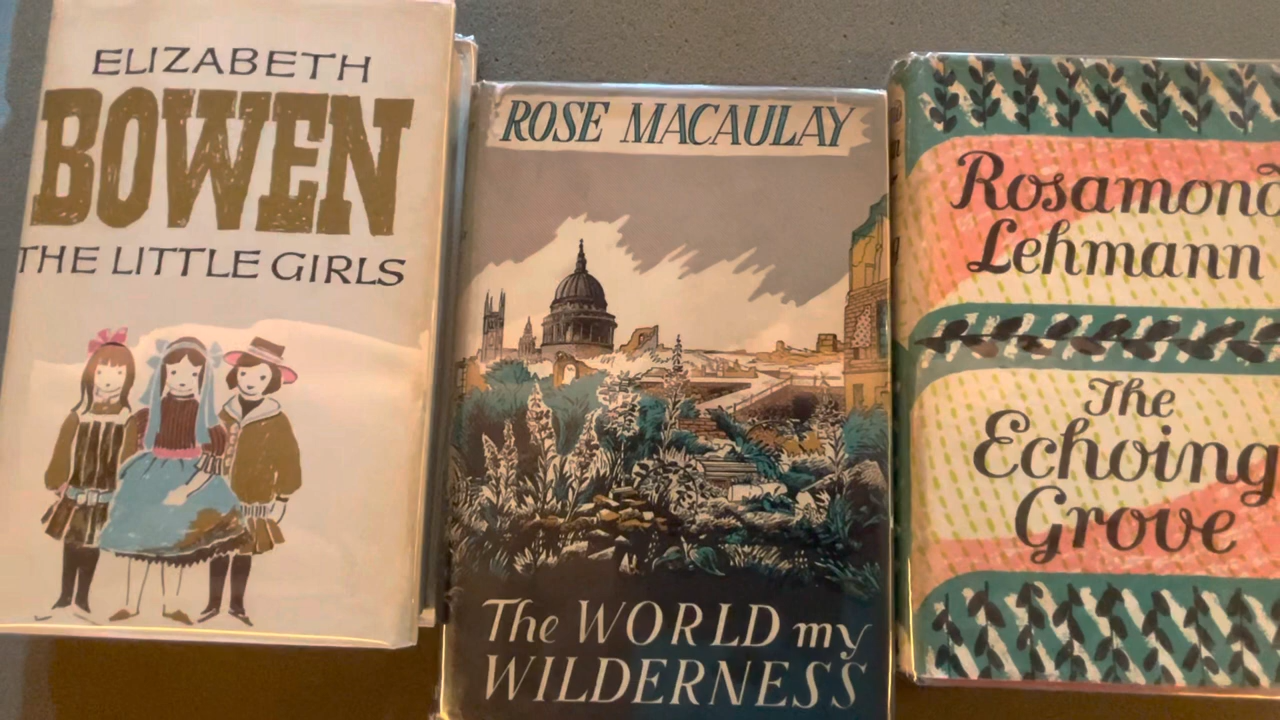 ELIZABETH
BOWEN
THE LITTLE GIRLS
ROSE MACAULAY
The WORLD my
WILDERNESS
Rosamond
Lehmann
The
Echoing
Grove